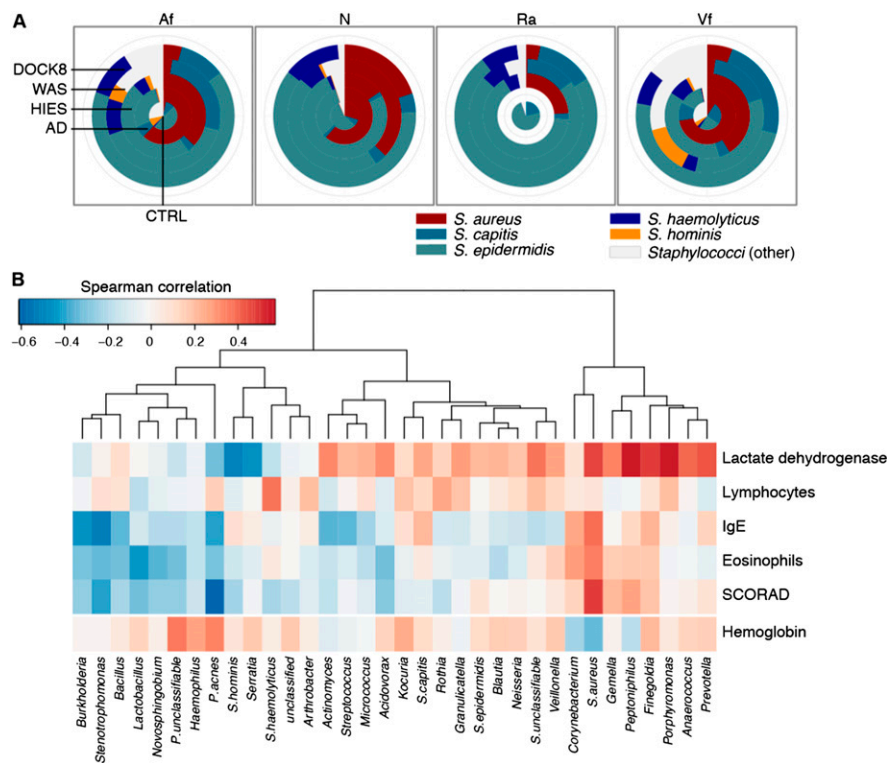 A
Af
N
Ra
Vf
DOCK8
WAS
HIES
AD
CTRL
S. aureus
S. capitis
S. epidermidis
S. haemolyticus
S. hominis
Staphylococci (other)
B
Spearman correlation
−0.6 −0.4 −0.2 0 0.2 0.4
Lactate dehydrogenase
Lymphocytes
IgE
Eosinophils
SCORAD
Hemoglobin
Burkholderia
Stenotrophomonas
Bacillus
Lactobacillus
Novosphingobium
P.unclassifiable
Haemophilus
P.acnes
S.hominis
Serratia
S.haemolyticus
unclassified
Arthrobacter
Actinomyces
Streptococcus
Micrococcus
Acidovorax
Kocuria
S.capitis
Rothia
Granulicatella
S.epidermidis
Blautia
Neisseria
S.unclassifiable
Veillonella
Corynebacterium
S.aureus
Gemella
Peptoniphilus
Finegoldia
Porphyromonas
Anaerococcus
Prevotella